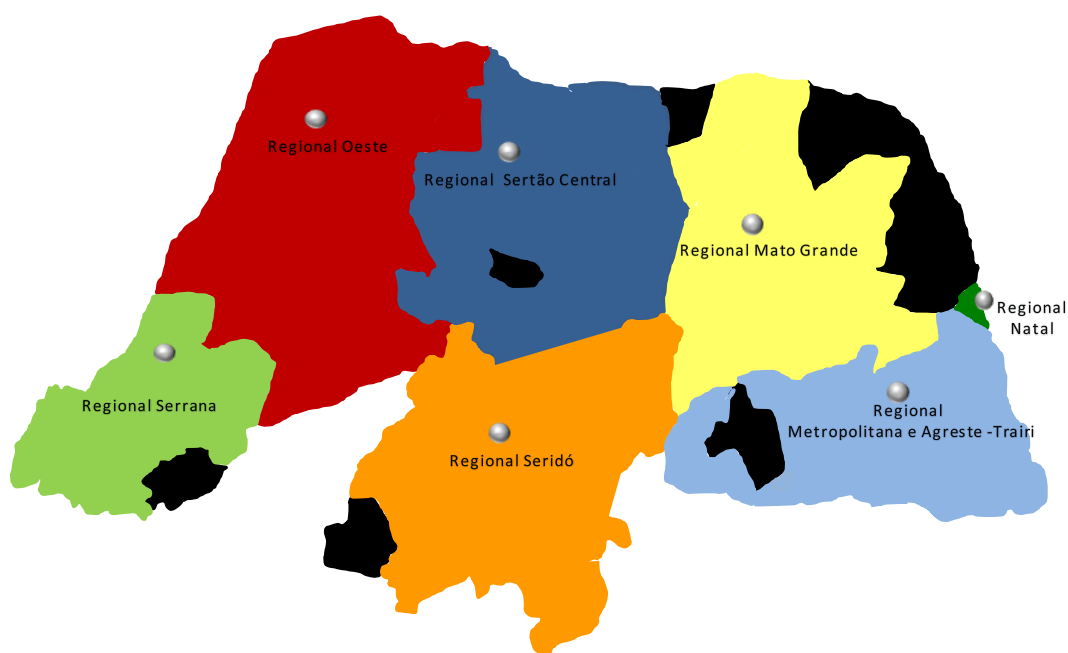 Regional Oeste
Regional Sertão Central
Regional Mato Grande
Regional
Natal
Regional Serrana
Regional
Metropolitana e Agreste -Trairi
Regional Seridó